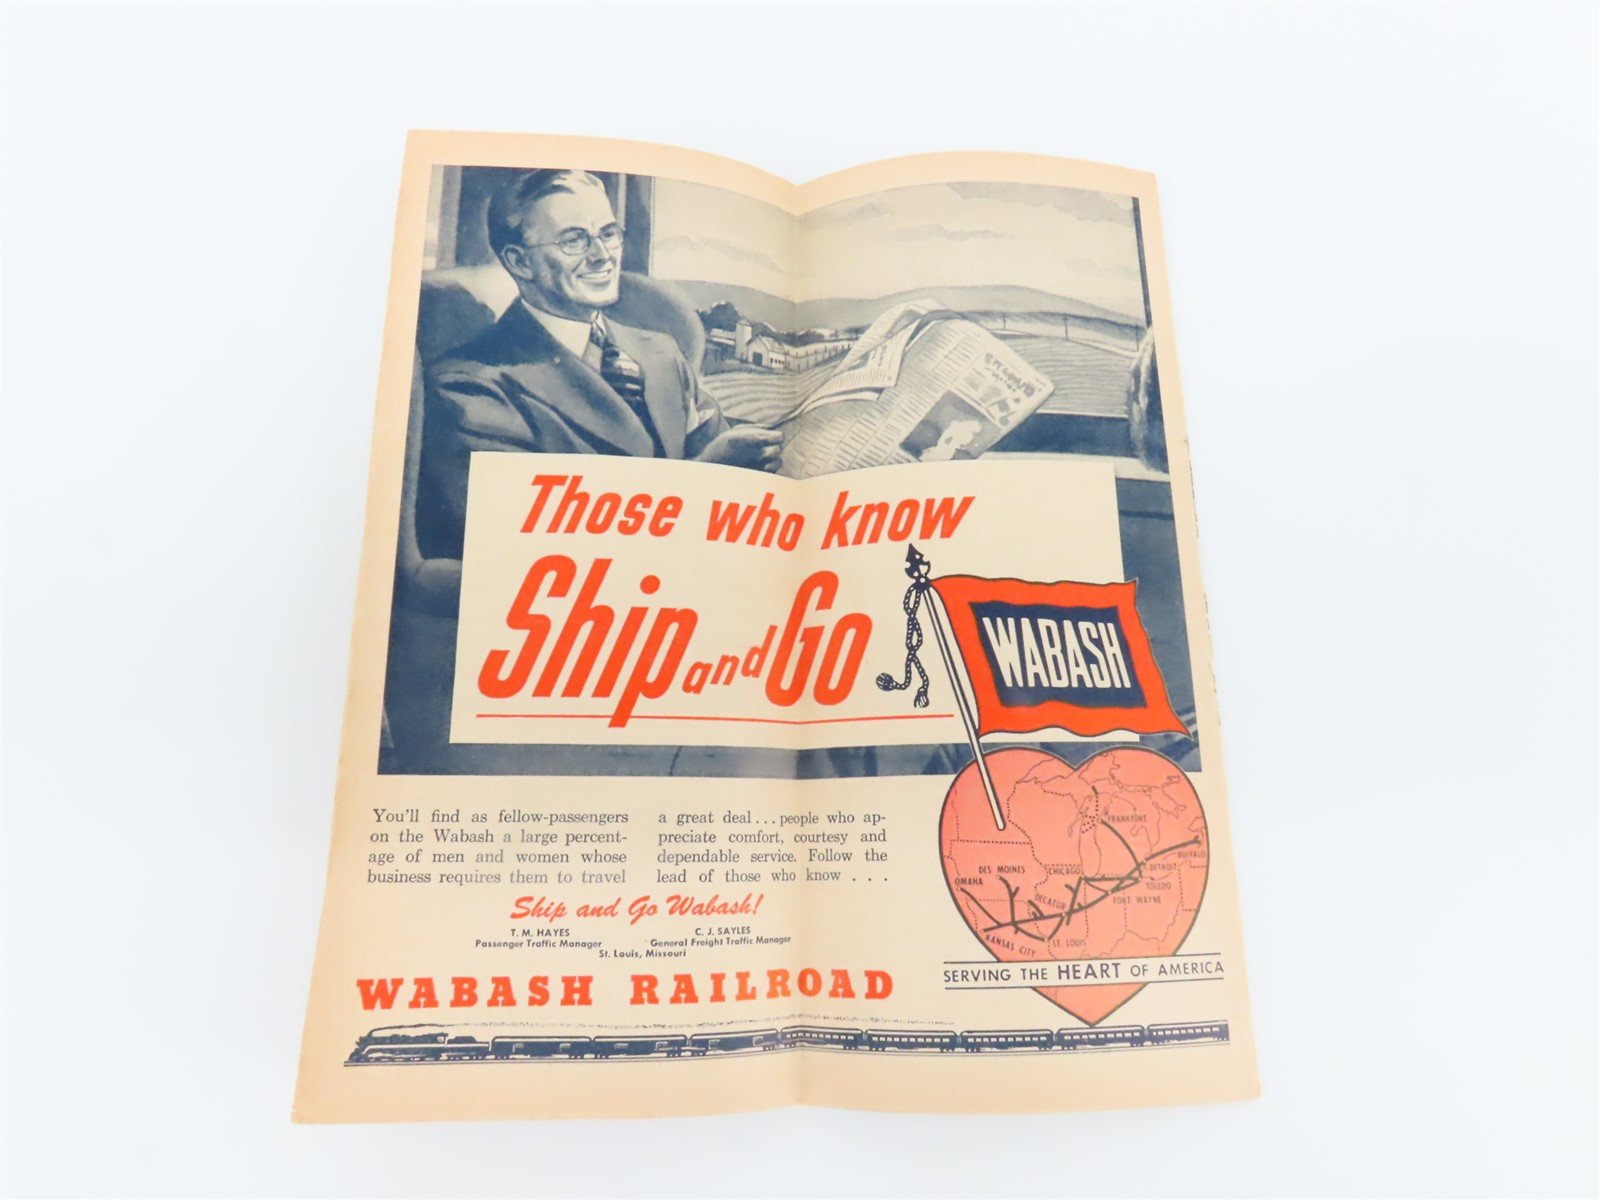 Those who know
Ship and Go
WABASH
You'll find as fellow-passengers
on the Wabash a large percent-
age of men and women whose
business requires them to travel
a great deal . . . people who ap-
preciate comfort, courtesy and
dependable service. Follow the
lead of those who know . . .
Ship and Go Wabash!
T. M. HAYES
Passenger Traffic Manager
C. J. SAYLES
General Freight Traffic Manager
St. Louis, Missouri
WABASH RAILROAD
FRANKFORT
BUFFALO
DETROIT
DES MOINES
CHICAGO
OMAHA
TOLEDO
FORT WAYNE
DECATUR
KANSAS CITY
ST. LOUIS
SERVING THE HEART OF AMERICA